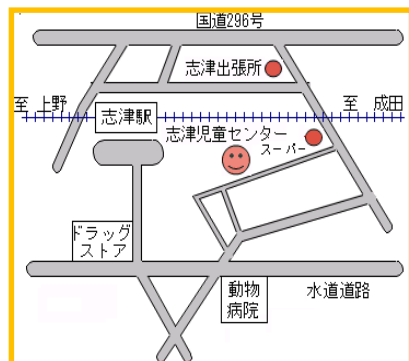 国道296号
志津出張所
至 上野
至 成田
志津駅
志津児童センター
スーパー
ドラッグ
ストア
動物
病院
水道道路